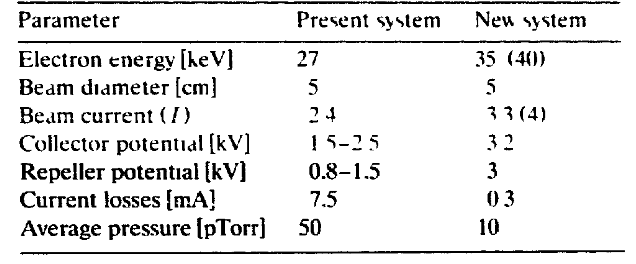 Parameter Present system New system
Electron energy [keV] 27 35 (40)
Beam diameter [cm] 5 5
Beam current (I) 2 4 3 3 (4)
Collector potential [kV] 1 5–2 5 3 2
Repeller potential [kV] 0.8–1.5 3
Current losses [mA] 7.5 0 3
Average pressure [pTorr] 50 10